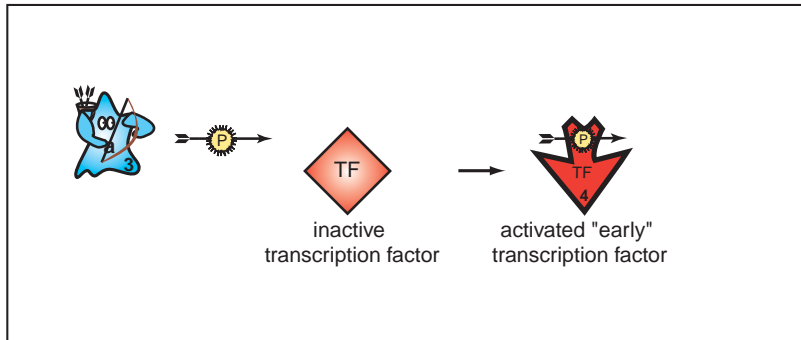 a
3
P
TF
inactive
transcription factor
P
TF
4
activated "early"
transcription factor